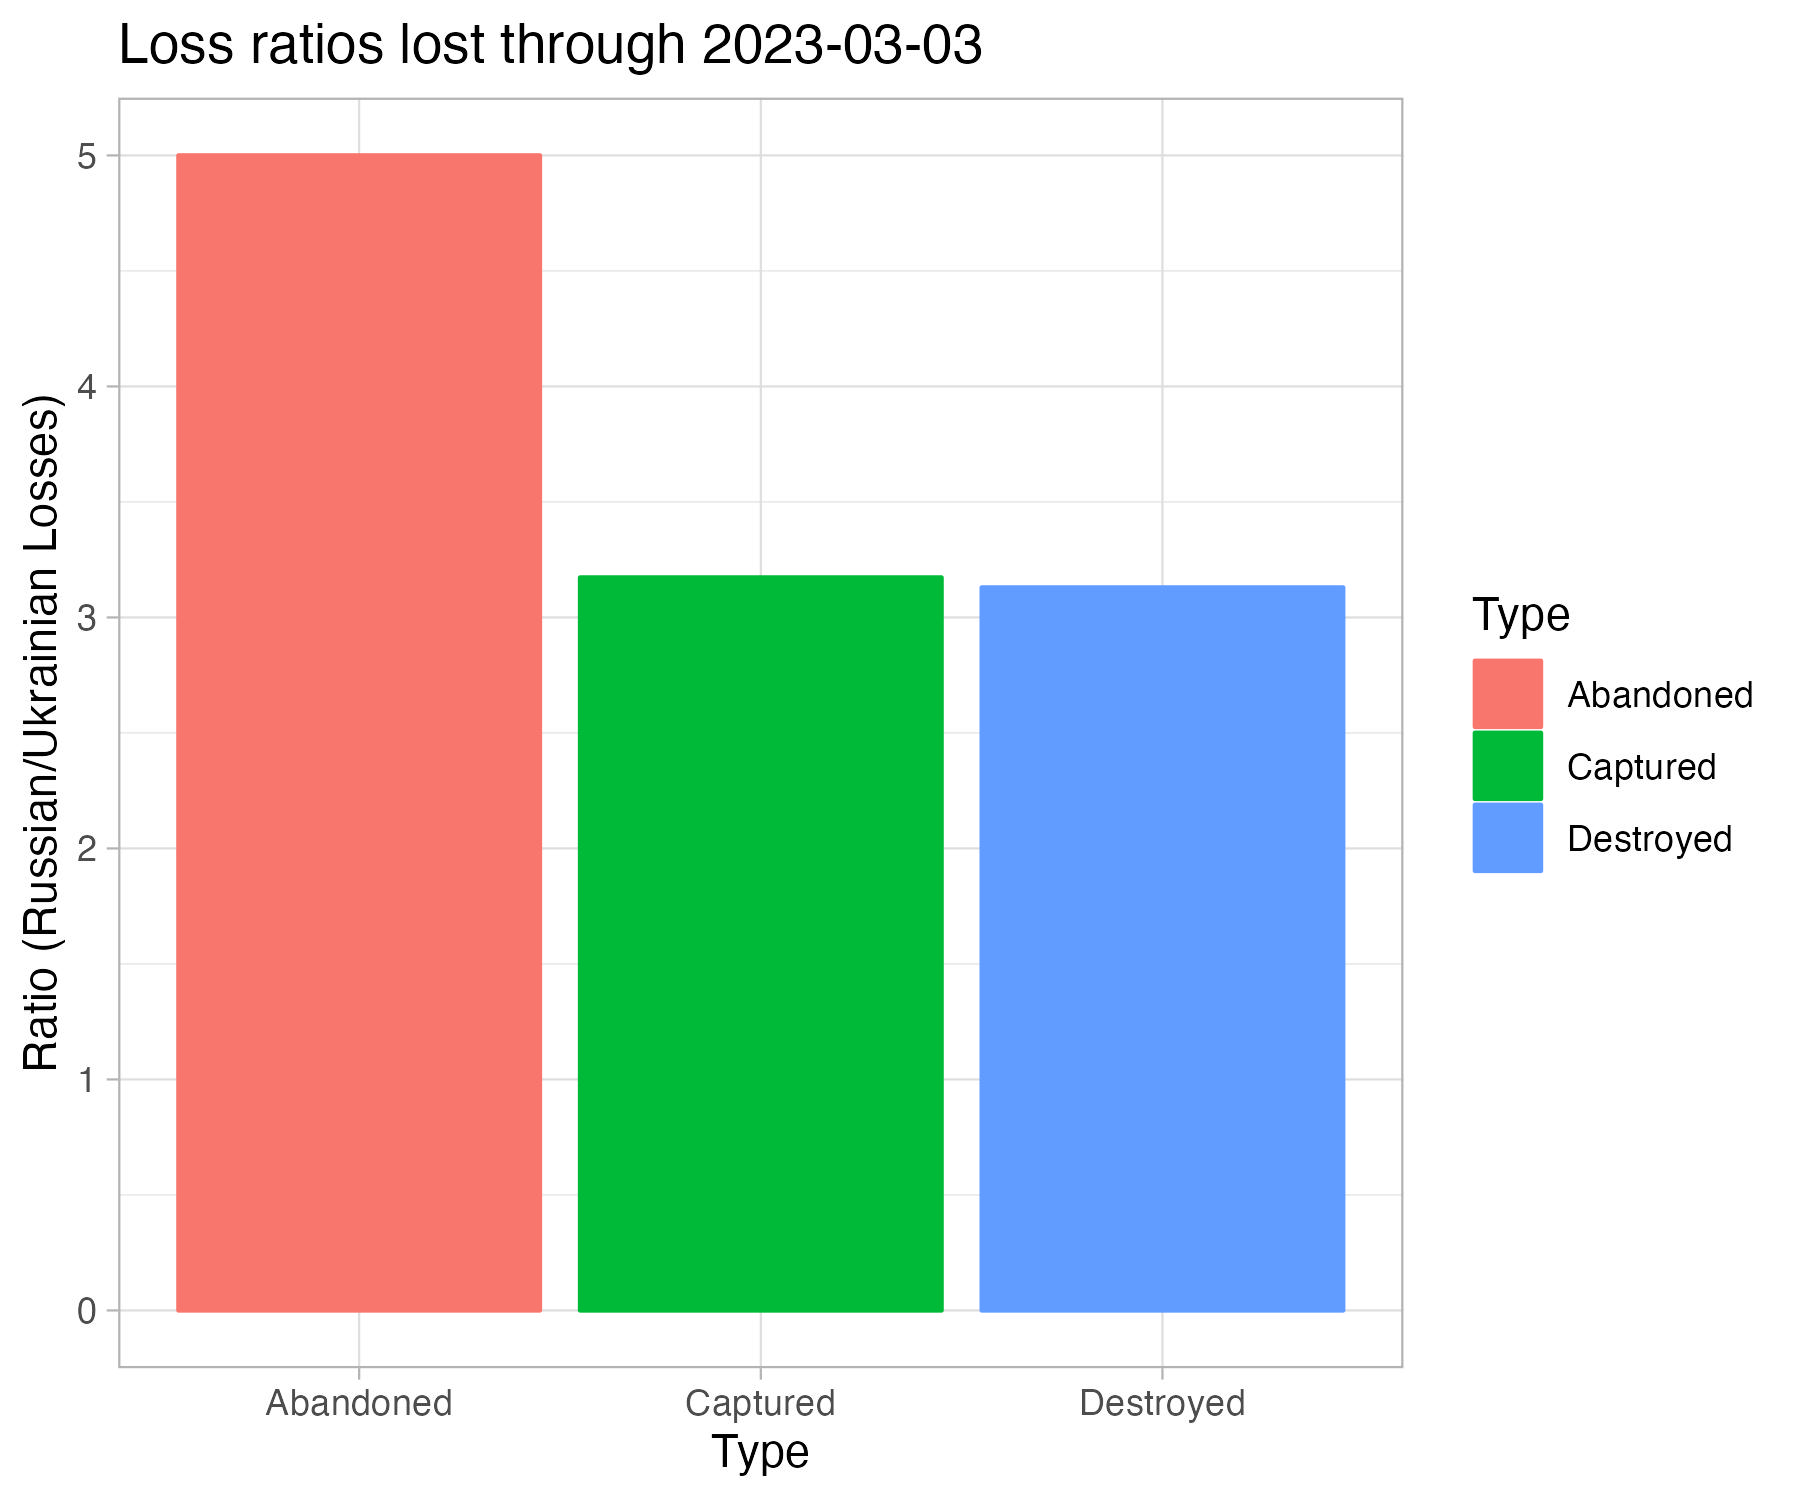 Loss ratios lost through 2023-03-03
Ratio (Russian/Ukrainian Losses)
5
4
3
2
1
0
Abandoned
Captured
Destroyed
Type
Type
Abandoned
Captured
Destroyed